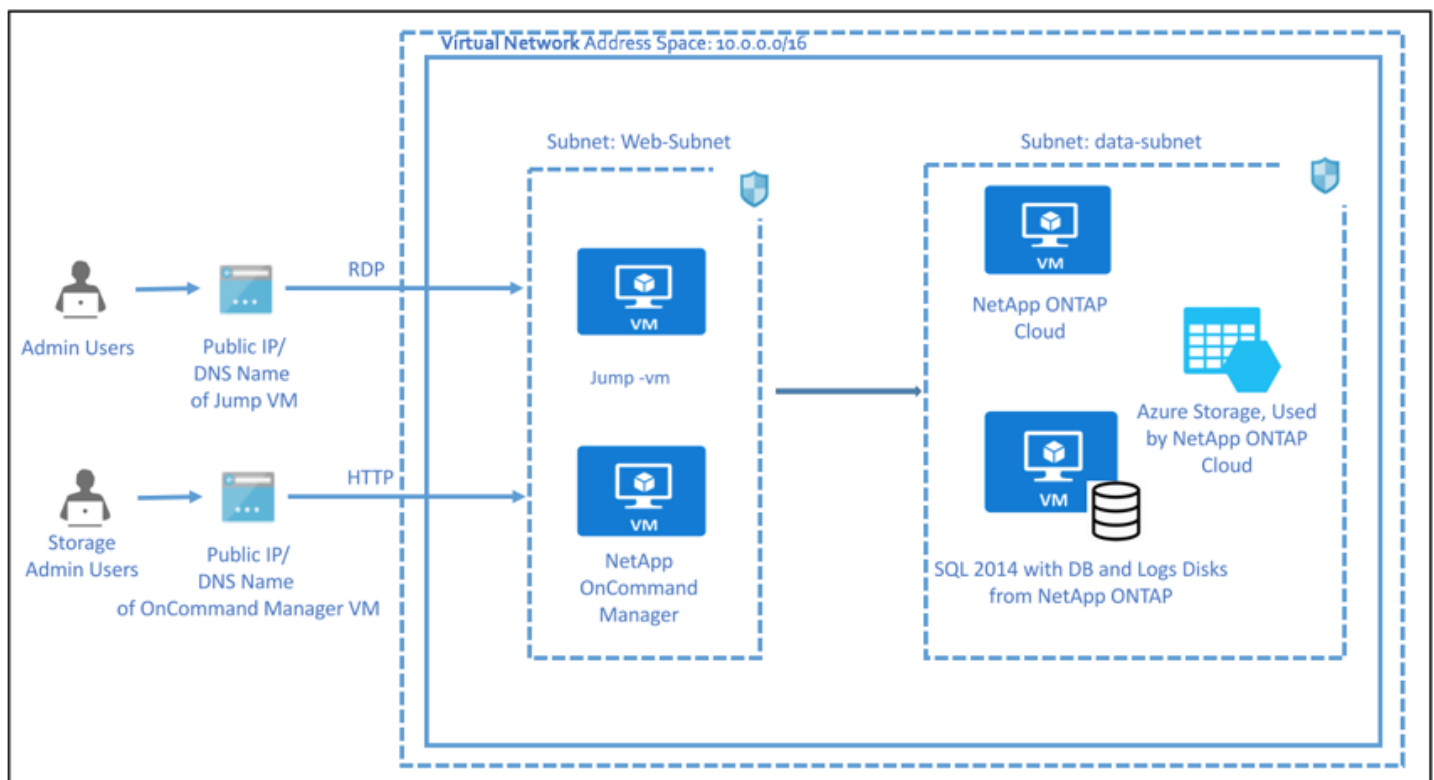 Virtual Network Address Space: 10.0.0.0/16
Subnet: Web-Subnet
Subnet: data-subnet
VM
NetApp ONTAP
Cloud
RDP
VM
Jump -vm
Admin Users
Public IP/
DNS Name
of Jump VM
Azure Storage, Used
by NetApp ONTAP
Cloud
HTTP
VM
NetApp
OnCommand
Manager
VM
SQL 2014 with DB and Logs Disks
from NetApp ONTAP
Storage
Admin Users
Public IP/
DNS Name
of OnCommand Manager VM